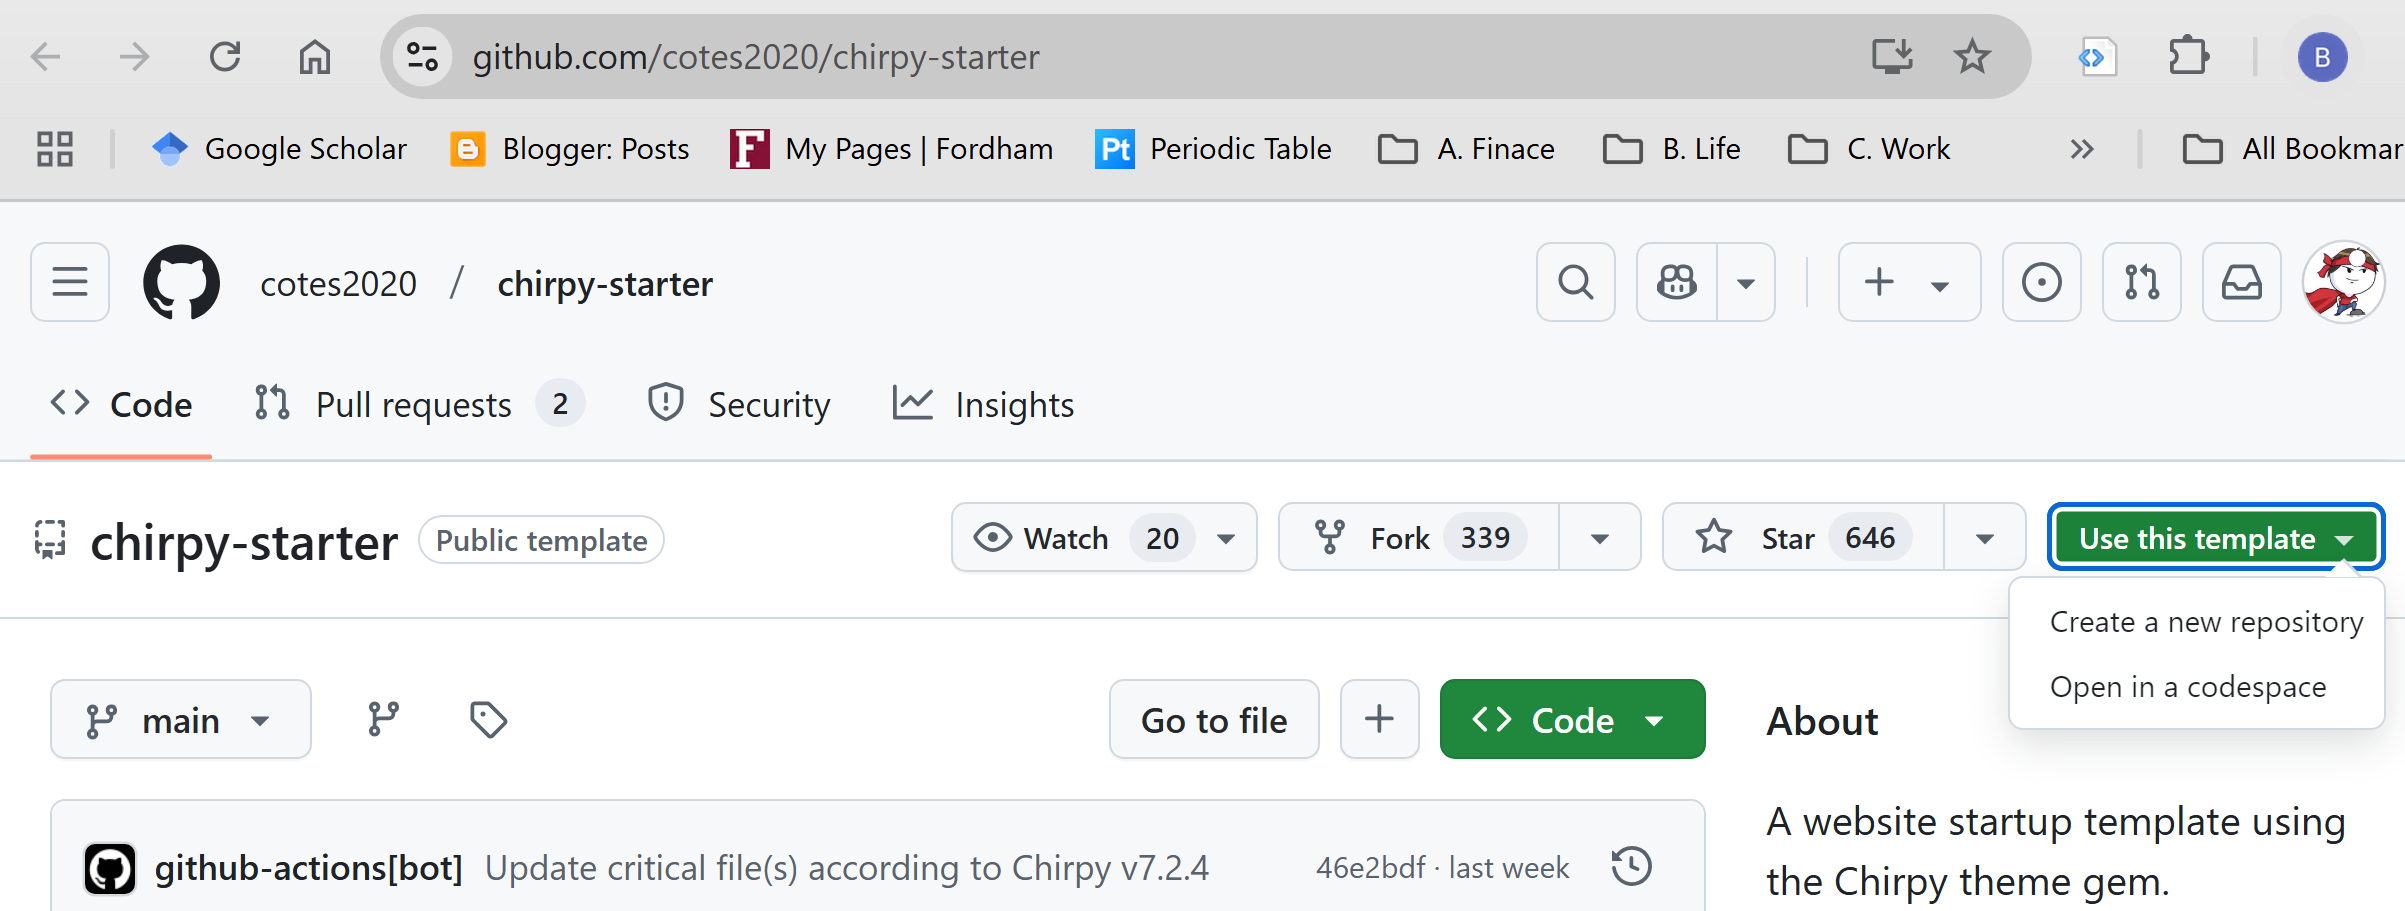 github.com/cotes2020/chirpy-starter
B
Google Scholar
Blogger: Posts
My Pages | Fordham
Pt
Periodic Table
A. Finace
B. Life
C. Work
All Bookmar
cotes2020 / chirpy-starter
Code
Pull requests 2
Security
Insights
chirpy-starter
Public template
Watch 20
Fork 339
Star 646
Use this template
Create a new repository
Open in a codespace
main
Go to file
Code
About
A website startup template using
the Chirpy theme gem.
github-actions[bot] Update critical file(s) according to Chirpy v7.2.4
46e2bdf · last week